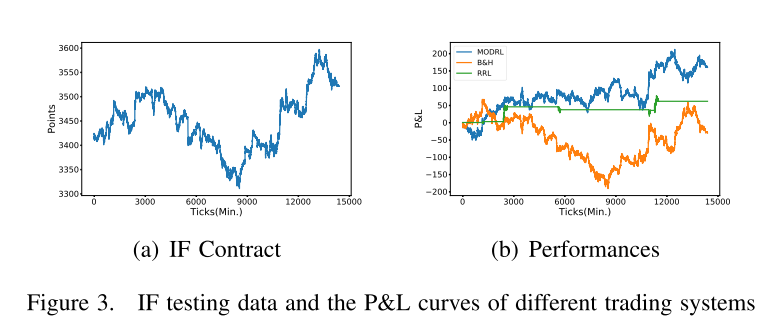 3600
3550
3500
3450
3400
3350
3300
Points
0 3000 6000 9000 12000 15000
Ticks(Min.)
(a) IF Contract
200
150
100
50
0
−50
−100
−150
−200
P&L
MODRL
B&H
RRL
0 3000 6000 9000 12000 15000
Ticks(Min.)
(b) Performances
Figure 3. IF testing data and the P&L curves of different trading systems